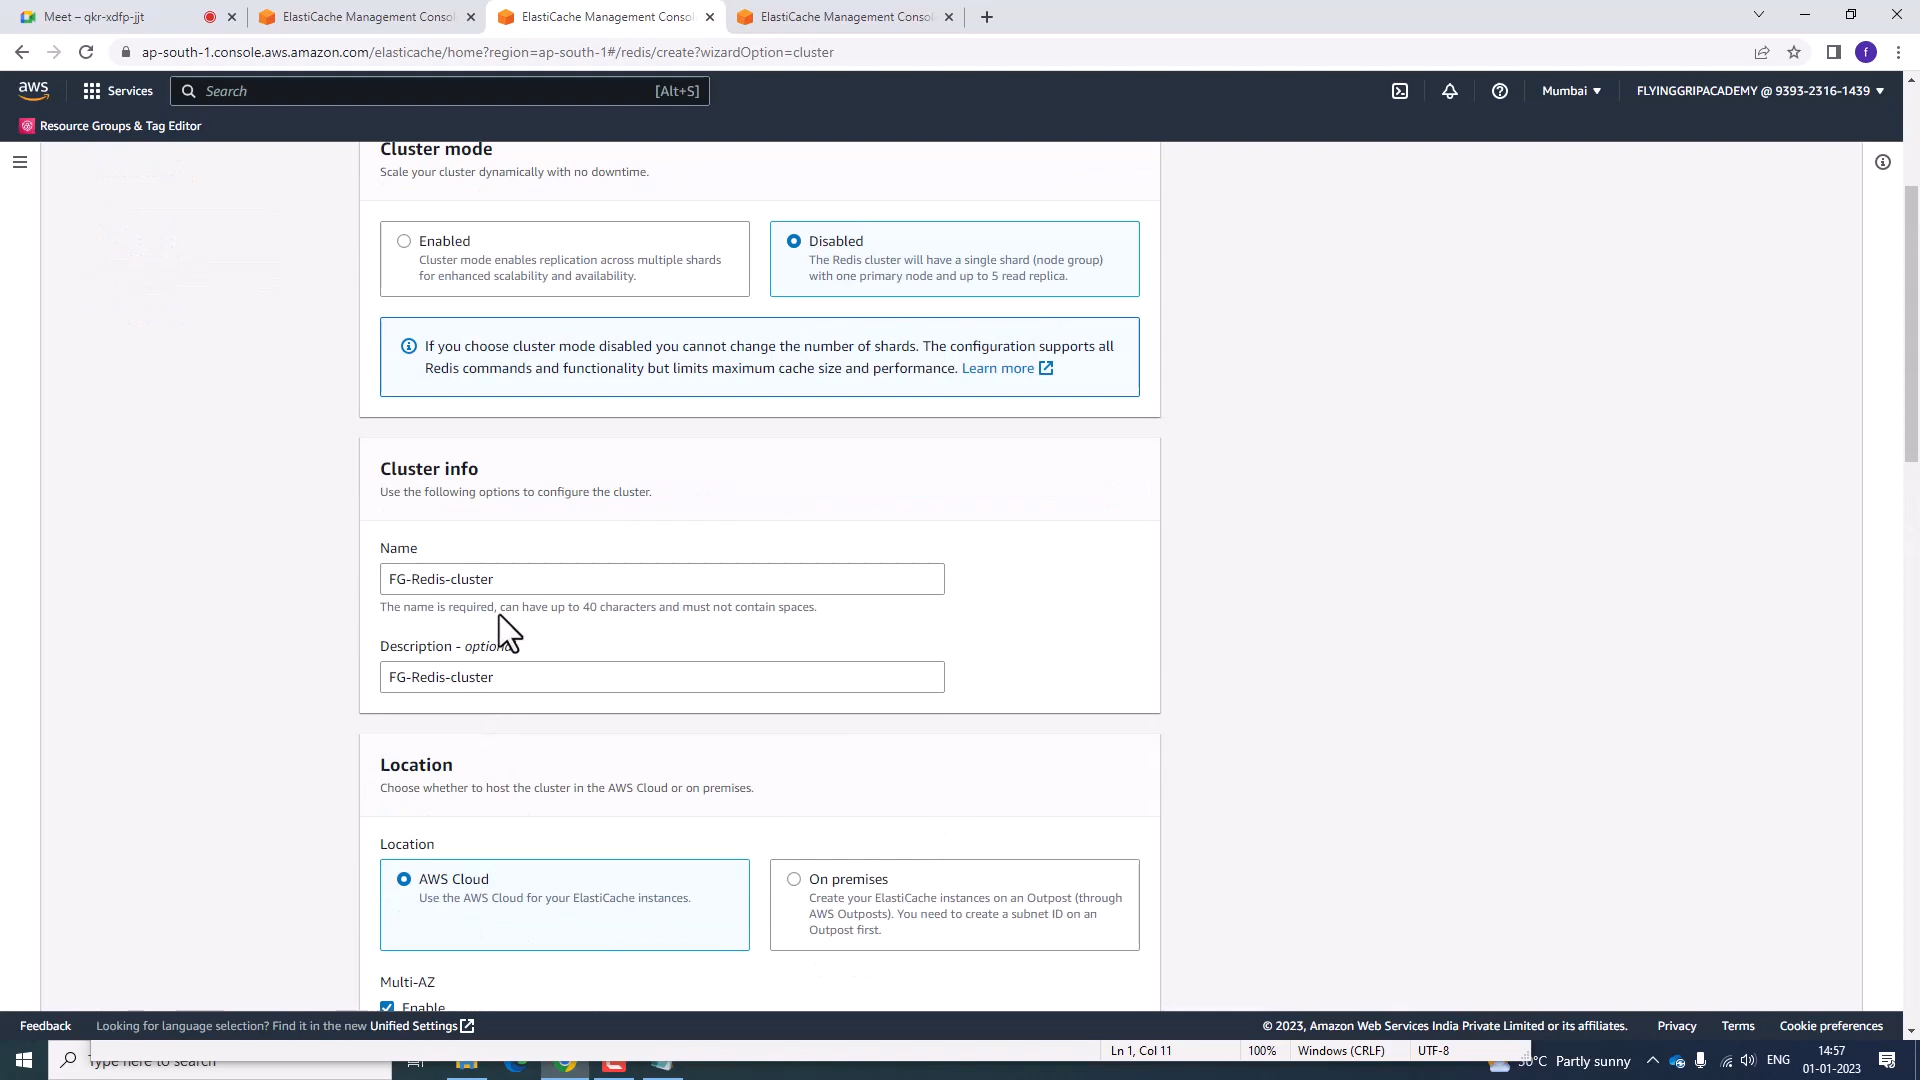 Meet – qkr-xdfp-jjt
ElastiCache Management Consol
ElastiCache Management Consol
ElastiCache Management Consol
ap-south-1.console.aws.amazon.com/elasticache/home?region=ap-south-1#/redis/create?wizardOption=cluster
f
aws
Services
Search
[Alt+S]
Mumbai
FLYINGGRIPACADEMY @ 9393-2316-1439
Resource Groups & Tag Editor
Cluster mode
Scale your cluster dynamically with no downtime.
Enabled
Cluster mode enables replication across multiple shards
for enhanced scalability and availability.
Disabled
The Redis cluster will have a single shard (node group)
with one primary node and up to 5 read replica.
If you choose cluster mode disabled you cannot change the number of shards. The configuration supports all
Redis commands and functionality but limits maximum cache size and performance. Learn more
Cluster info
Use the following options to configure the cluster.
Name
FG-Redis-cluster
The name is required, can have up to 40 characters and must not contain spaces.
Description - optional
FG-Redis-cluster
Location
Choose whether to host the cluster in the AWS Cloud or on premises.
Location
AWS Cloud
Use the AWS Cloud for your ElastiCache instances.
On premises
Create your ElastiCache instances on an Outpost (through
AWS Outposts). You need to create a subnet ID on an
Outpost first.
Multi-AZ
Enable
Feedback
Looking for language selection? Find it in the new Unified Settings
© 2023, Amazon Web Services India Private Limited or its affiliates.
Privacy
Terms
Cookie preferences
Type here to search
Ln 1, Col 11
100%
Windows (CRLF)
UTF-8
Partly sunny
ENG
14:57
01-01-2023